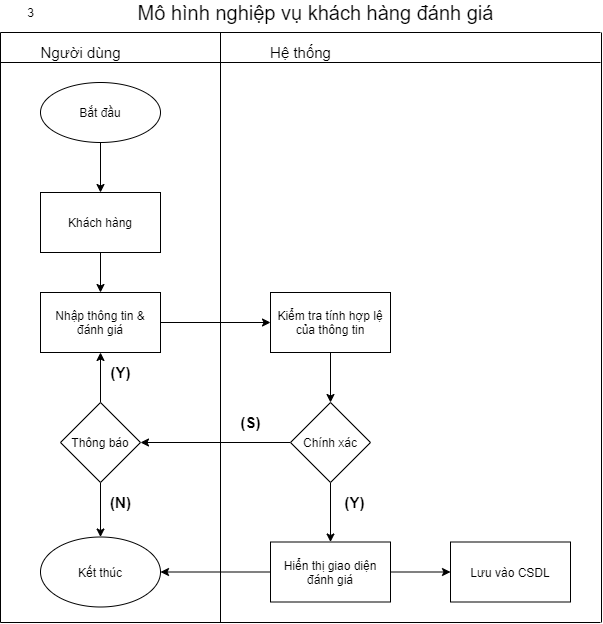 3
Mô hình nghiệp vụ khách hàng đánh giá
Người dùng
Hệ thống
Bắt đầu
Khách hàng
Nhập thông tin &
đánh giá
Kiểm tra tính hợp lệ
của thông tin
(Y)
(S)
Thông báo
Chính xác
(N)
(Y)
Kết thúc
Hiển thị giao diện
đánh giá
Lưu vào CSDL